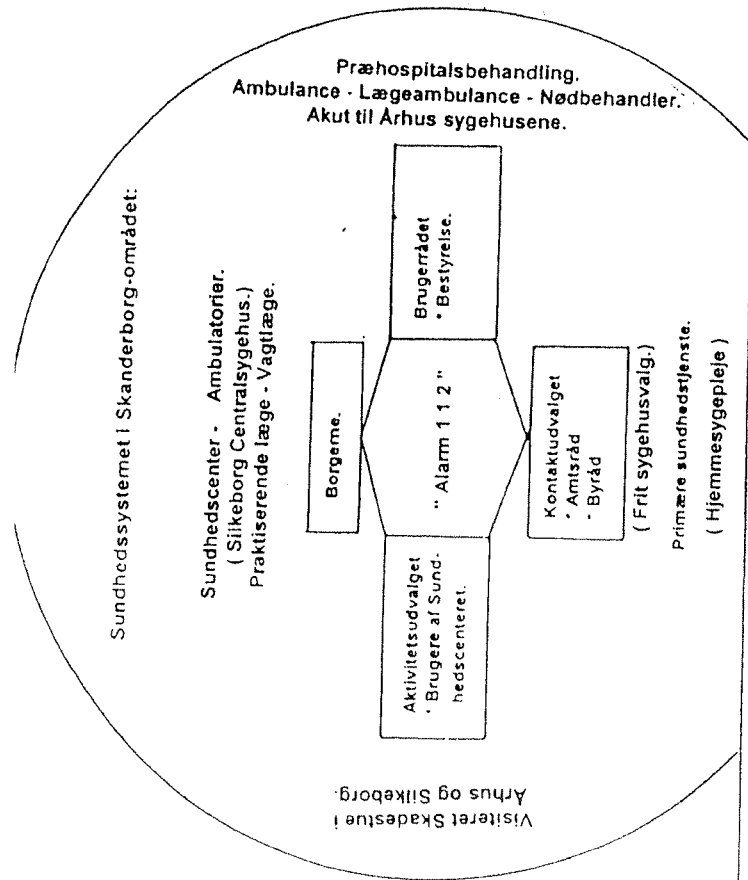 Sundhedssystemet i Skanderborg-området:
Præhospitalsbehandling.
Ambulance - Lægeambulance - Nødbehandler.
Akut til Århus sygehusene.
Sundhedscenter - Ambulatorier.
( Silkeborg Centralsygehus.)
Praktiserende læge - Vagtlæge.
Borgerne.
Brugerrådet
* Bestyrelse.
" Alarm 1 1 2 "
Aktivitetsudvalget
* Brugere af Sund-
hedscenteret.
Kontaktudvalget
* Amtsråd
* Byråd
( Frit sygehusvalg.)
Primære sundhedstjenste.
( Hjemmesygepleje )
Visiteret Skadestue i
Århus og Silkeborg.